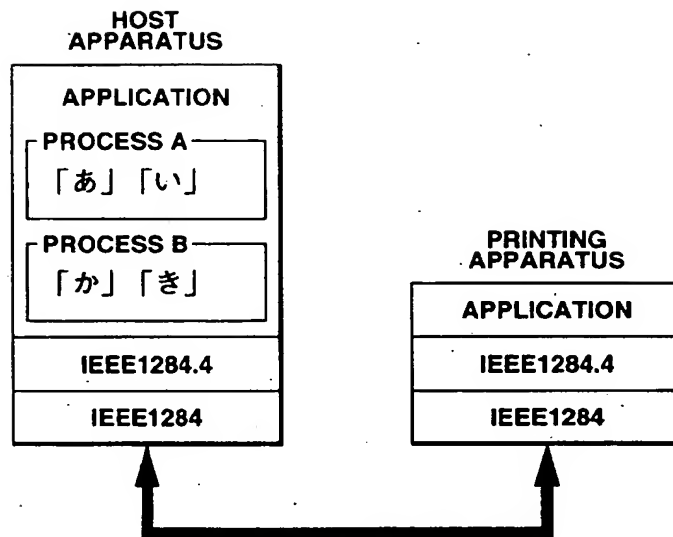 HOST
APPARATUS
APPLICATION
PROCESS A
「あ」「い」
PROCESS B
「か」「き」
IEEE1284.4
IEEE1284
PRINTING
APPARATUS
APPLICATION
IEEE1284.4
IEEE1284